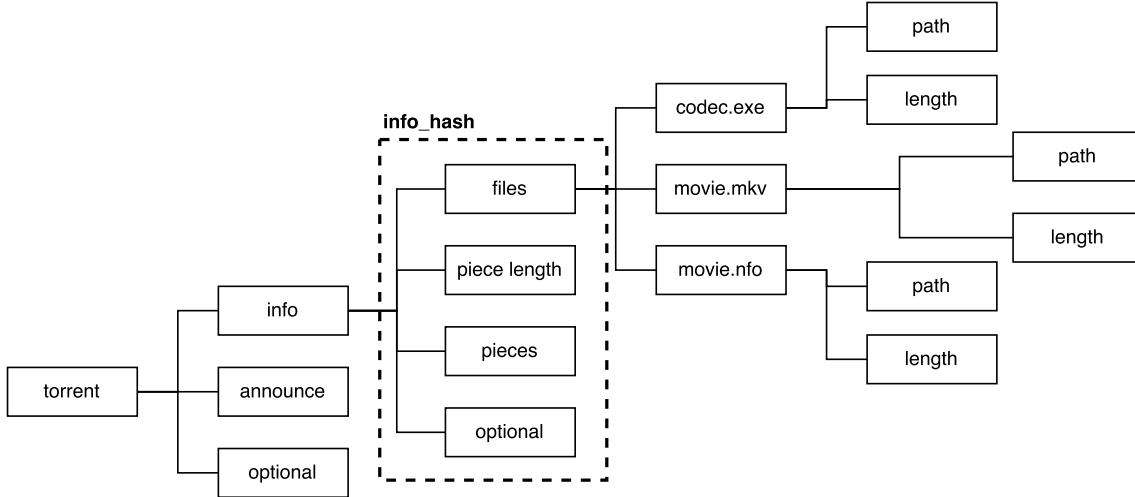 path
codec.exe
length
info_hash
path
files
movie.mkv
length
piece length
movie.nfo
path
info
pieces
length
torrent
announce
optional
optional